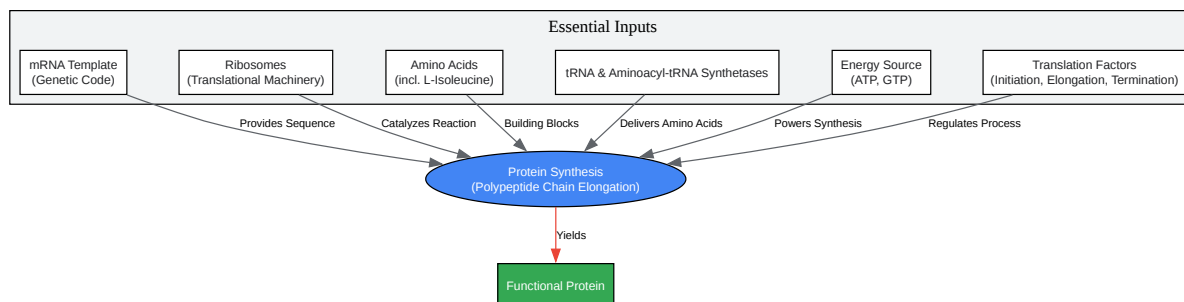 Essential Inputs
mRNA Template
(Genetic Code)
Ribosomes
(Translational Machinery)
Amino Acids
(incl. L-Isoleucine)
tRNA & Aminoacyl-tRNA Synthetases
Energy Source
(ATP, GTP)
Translation Factors
(Initiation, Elongation, Termination)
Provides Sequence
Catalyzes Reaction
Building Blocks
Delivers Amino Acids
Powers Synthesis
Regulates Process
Protein Synthesis
(Polypeptide Chain Elongation)
Yields
Functional Protein